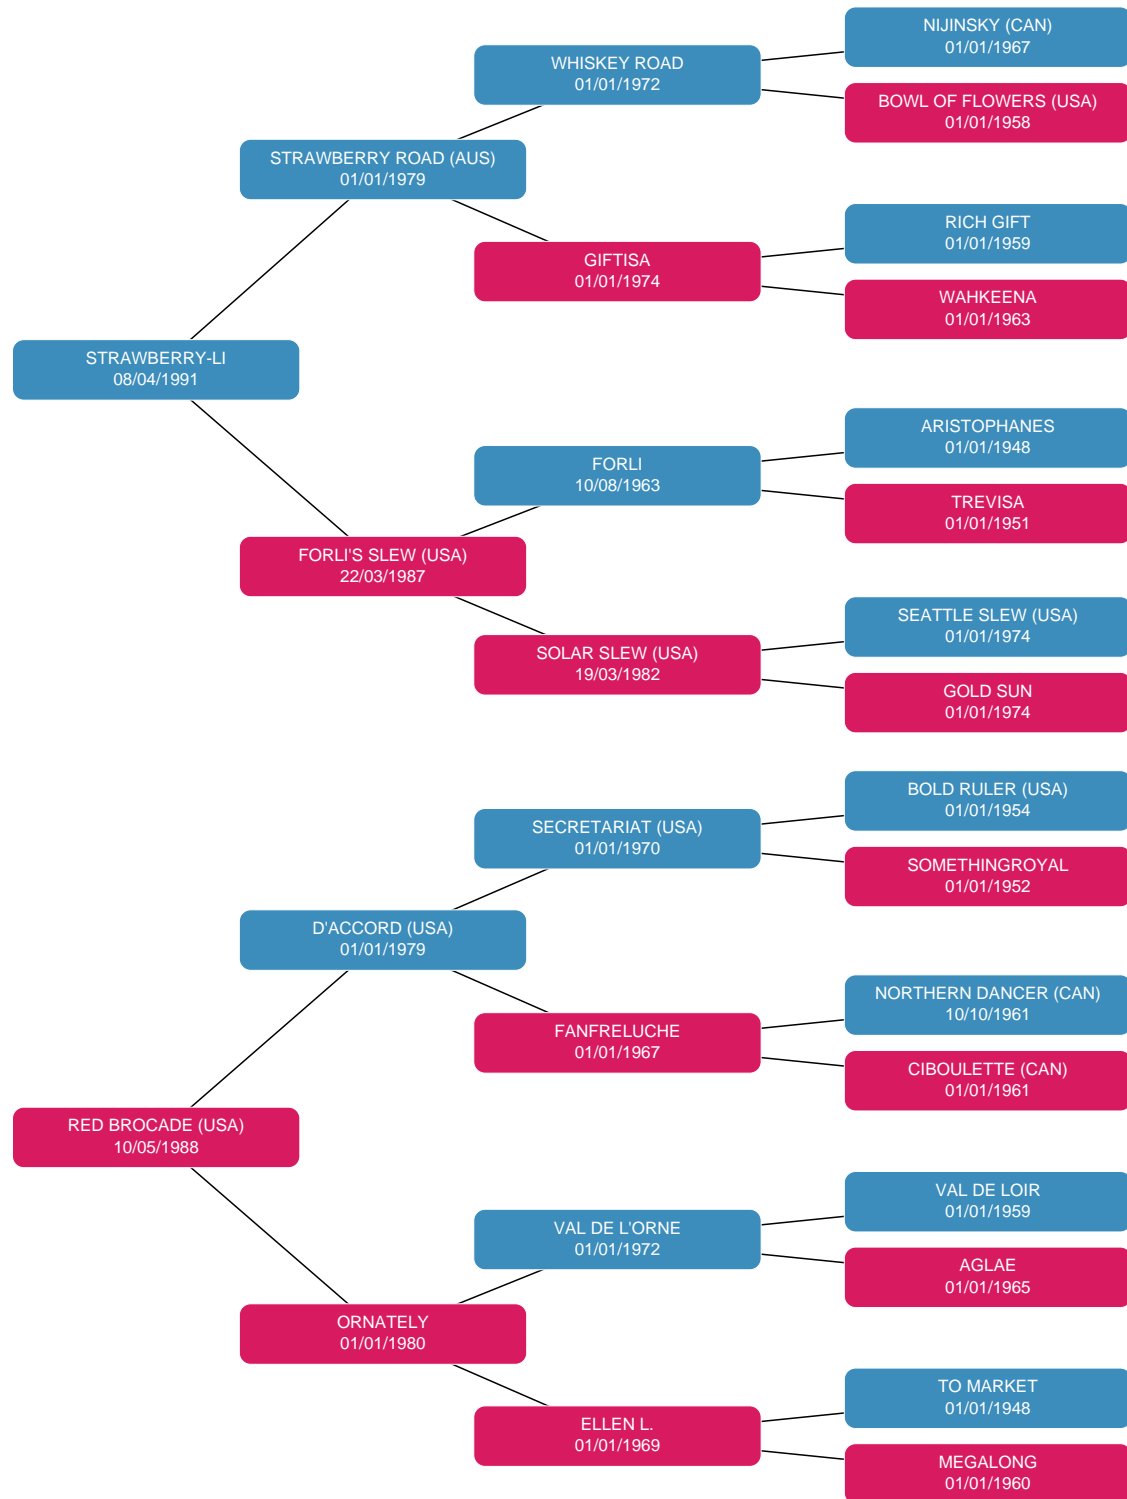 NIJINSKY (CAN)
01/01/1967
WHISKEY ROAD
01/01/1972
BOWL OF FLOWERS (USA)
01/01/1958
STRAWBERRY ROAD (AUS)
01/01/1979
RICH GIFT
01/01/1959
GIFTISA
01/01/1974
WAHKEENA
01/01/1963
STRAWBERRY-LI
08/04/1991
ARISTOPHANES
01/01/1948
FORLI
10/08/1963
TREVISA
01/01/1951
FORLI'S SLEW (USA)
22/03/1987
SEATTLE SLEW (USA)
01/01/1974
SOLAR SLEW (USA)
19/03/1982
GOLD SUN
01/01/1974
BOLD RULER (USA)
01/01/1954
SECRETARIAT (USA)
01/01/1970
SOMETHINGROYAL
01/01/1952
D'ACCORD (USA)
01/01/1979
NORTHERN DANCER (CAN)
10/10/1961
FANFRELUCHE
01/01/1967
CIBOULETTE (CAN)
01/01/1961
RED BROCADE (USA)
10/05/1988
VAL DE LOIR
01/01/1959
VAL DE L'ORNE
01/01/1972
AGLAE
01/01/1965
ORNATELY
01/01/1980
TO MARKET
01/01/1948
ELLEN L.
01/01/1969
MEGALONG
01/01/1960